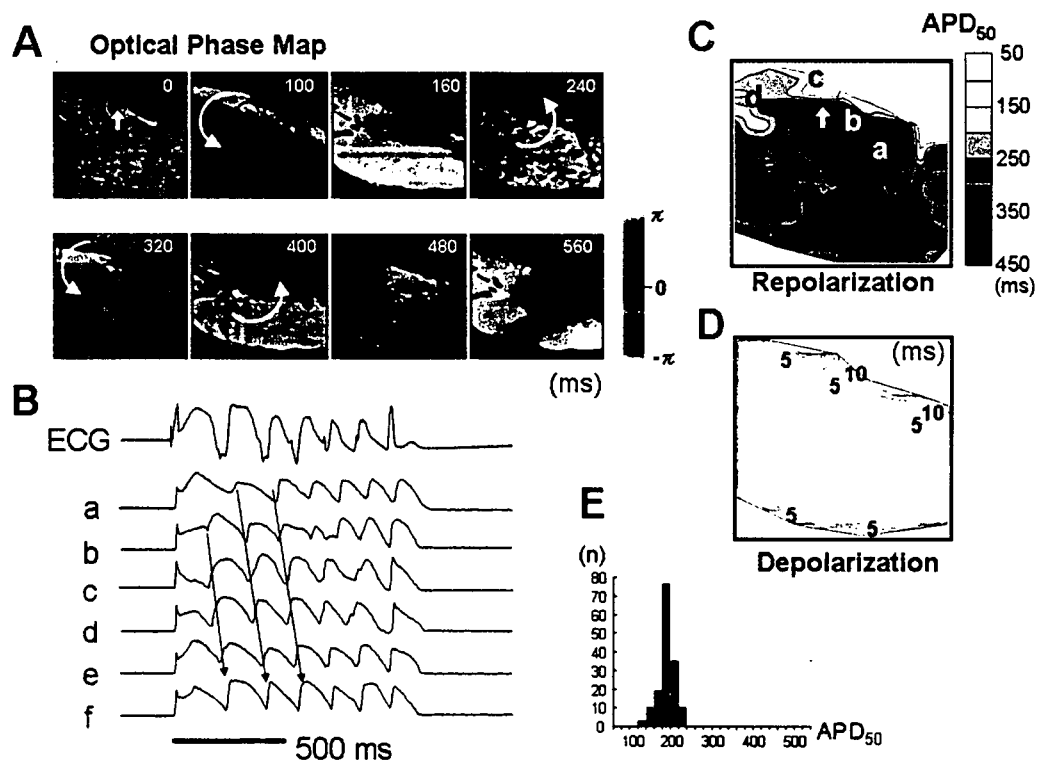 A
Optical Phase Map
0
100
160
240
320
400
480
560
π
0
-π
(ms)
B
ECG
a
b
c
d
e
f
500 ms
C
APD50
50
150
250
350
450
(ms)
d
c
b
a
Repolarization
D
(ms)
5
5
10
5
10
5
5
Depolarization
E
(n)
80
70
60
50
40
30
20
10
0
100 200 300 400 500
APD50